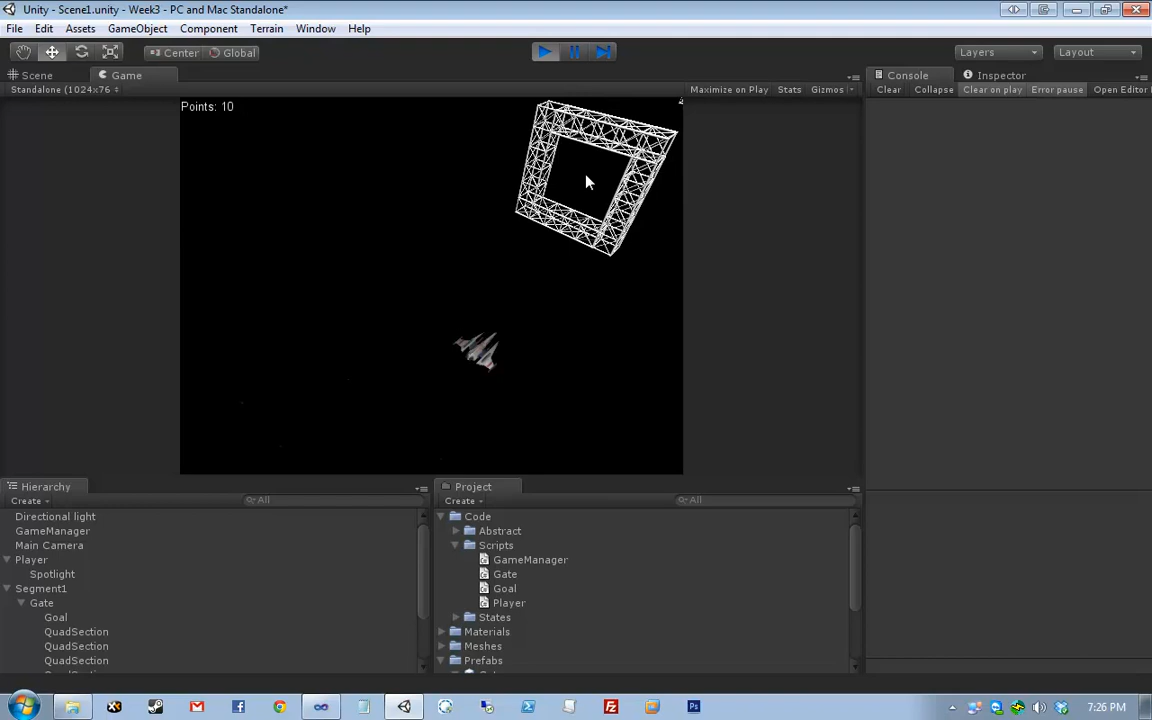 Unity - Scene1.unity - Week3 - PC and Mac Standalone*
File Edit Assets GameObject Component Terrain Window Help
Center Global Layers Layout
Scene Game Console Inspector
Standalone (1024x76 Maximize on Play Stats Gizmos Clear Collapse Clear on play Error pause Open Editor
Points: 10
Hierarchy Project
Create All Create All
Directional light
GameManager
Main Camera
Player
Spotlight
Segment1
Gate
Goal
QuadSection
QuadSection
QuadSection
Code
Abstract
Scripts
GameManager
Gate
Goal
Player
States
Materials
Meshes
Prefabs
Ps
7:26 PM